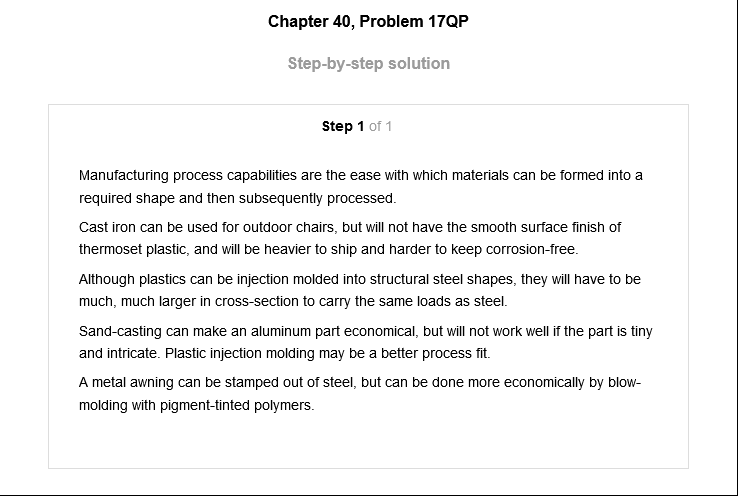 Chapter 40, Problem 17QP
Step-by-step solution
Step 1 of 1
Manufacturing process capabilities are the ease with which materials can be formed into a
required shape and then subsequently processed.
Cast iron can be used for outdoor chairs, but will not have the smooth surface finish of
thermoset plastic, and will be heavier to ship and harder to keep corrosion-free.
Although plastics can be injection molded into structural steel shapes, they will have to be
much, much larger in cross-section to carry the same loads as steel.
Sand-casting can make an aluminum part economical, but will not work well if the part is tiny
and intricate. Plastic injection molding may be a better process fit.
A metal awning can be stamped out of steel, but can be done more economically by blow-
molding with pigment-tinted polymers.